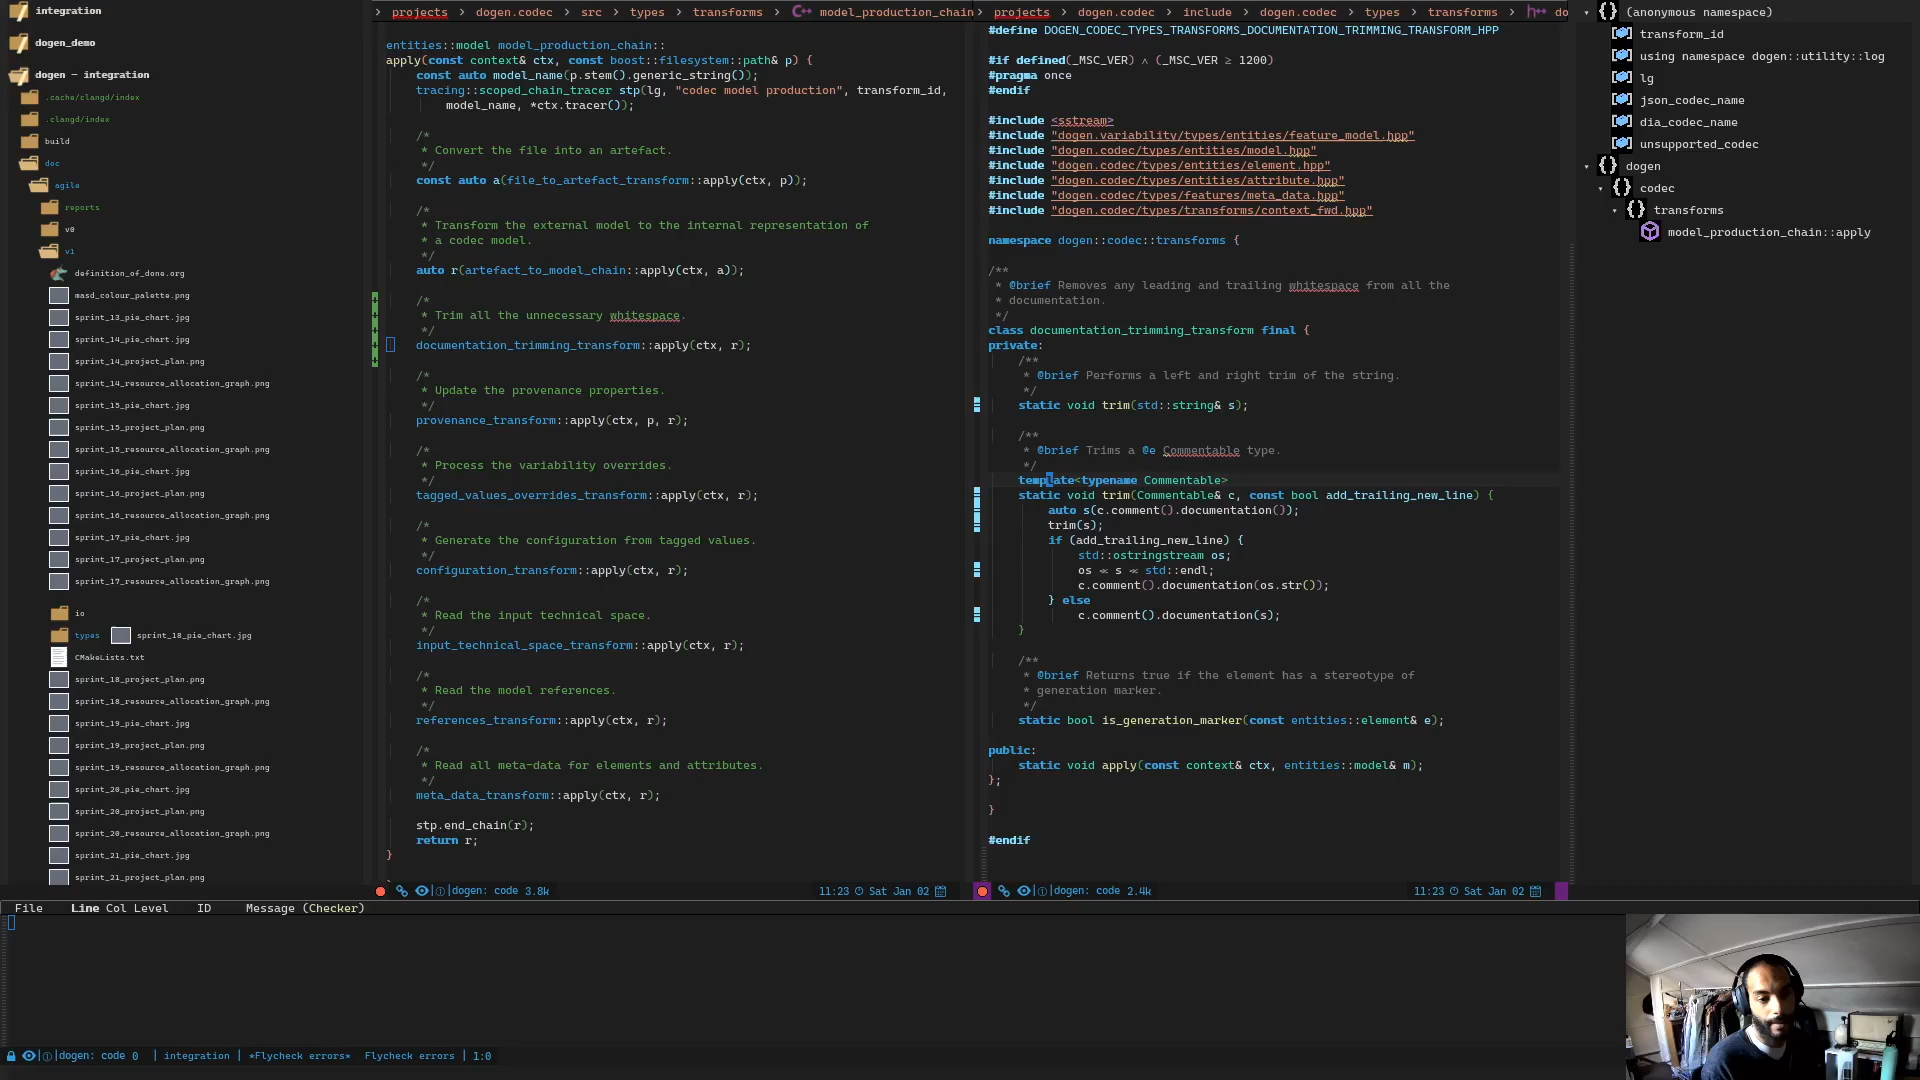 integration
dogen_demo
dogen – integration
.cache/clangd/index
.clangd/index
build
doc
agile
reports
v0
v1
definition_of_done.org
masd_colour_palette.png
sprint_13_pie_chart.jpg
sprint_14_pie_chart.jpg
sprint_14_project_plan.png
sprint_14_resource_allocation_graph.png
sprint_15_pie_chart.jpg
sprint_15_project_plan.png
sprint_15_resource_allocation_graph.png
sprint_16_pie_chart.jpg
sprint_16_project_plan.png
sprint_16_resource_allocation_graph.png
sprint_17_pie_chart.jpg
sprint_17_project_plan.png
sprint_17_resource_allocation_graph.png
io
types sprint_18_pie_chart.jpg
CMakeLists.txt
sprint_18_project_plan.png
sprint_18_resource_allocation_graph.png
sprint_19_pie_chart.jpg
sprint_19_project_plan.png
sprint_19_resource_allocation_graph.png
sprint_20_pie_chart.jpg
sprint_20_project_plan.png
sprint_20_resource_allocation_graph.png
sprint_21_pie_chart.jpg
sprint_21_project_plan.png
> projects > dogen.codec > src > types > transforms > C++ model_production_chain
entities::model model_production_chain::
apply(const context& ctx, const boost::filesystem::path& p) {
const auto model_name(p.stem().generic_string());
tracing::scoped_chain_tracer stp(lg, "codec model production", transform_id,
model_name, *ctx.tracer());
/*
* Convert the file into an artefact.
*/
const auto a(file_to_artefact_transform::apply(ctx, p));
/*
* Transform the external model to the internal representation of
* a codec model.
*/
auto r(artefact_to_model_chain::apply(ctx, a));
/*
* Trim all the unnecessary whitespace.
*/
documentation_trimming_transform::apply(ctx, r);
/*
* Update the provenance properties.
*/
provenance_transform::apply(ctx, p, r);
/*
* Process the variability overrides.
*/
tagged_values_overrides_transform::apply(ctx, r);
/*
* Generate the configuration from tagged values.
*/
configuration_transform::apply(ctx, r);
/*
* Read the input technical space.
*/
input_technical_space_transform::apply(ctx, r);
/*
* Read the model references.
*/
references_transform::apply(ctx, r);
/*
* Read all meta-data for elements and attributes.
*/
meta_data_transform::apply(ctx, r);
stp.end_chain(r);
return r;
}
dogen: code 3.8k 11:23 Sat Jan 02
> projects > dogen.codec > include > dogen.codec > types > transforms > h++ do
#define DOGEN_CODEC_TYPES_TRANSFORMS_DOCUMENTATION_TRIMMING_TRANSFORM_HPP
#if defined(_MSC_VER) ∧ (_MSC_VER ≥ 1200)
#pragma once
#endif
#include <sstream>
#include "dogen.variability/types/entities/feature_model.hpp"
#include "dogen.codec/types/entities/model.hpp"
#include "dogen.codec/types/entities/element.hpp"
#include "dogen.codec/types/entities/attribute.hpp"
#include "dogen.codec/types/features/meta_data.hpp"
#include "dogen.codec/types/transforms/context_fwd.hpp"
namespace dogen::codec::transforms {
/**
* @brief Removes any leading and trailing whitespace from all the
* documentation.
*/
class documentation_trimming_transform final {
private:
/**
* @brief Performs a left and right trim of the string.
*/
static void trim(std::string& s);
/**
* @brief Trims a @e Commentable type.
*/
template<typename Commentable>
static void trim(Commentable& c, const bool add_trailing_new_line) {
auto s(c.comment().documentation());
trim(s);
if (add_trailing_new_line) {
std::ostringstream os;
os ≪ s ≪ std::endl;
c.comment().documentation(os.str());
} else
c.comment().documentation(s);
}
/**
* @brief Returns true if the element has a stereotype of
* generation marker.
*/
static bool is_generation_marker(const entities::element& e);
public:
static void apply(const context& ctx, entities::model& m);
};
}
#endif
dogen: code 2.4k 11:23 Sat Jan 02
{} (anonymous namespace)
transform_id
using namespace dogen::utility::log
lg
json_codec_name
dia_codec_name
unsupported_codec
{} dogen
{} codec
{} transforms
model_production_chain::apply
File Line Col Level ID Message (Checker)
dogen: code 0 | integration | *Flycheck errors* Flycheck errors | 1:0